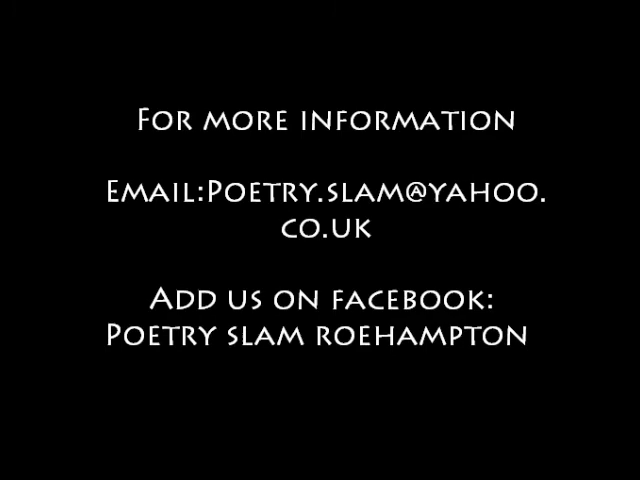 For more information
Email:Poetry.slam@yahoo.
co.uk
Add us on facebook:
Poetry slam roehampton